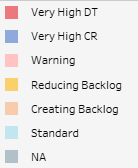 Very High DT
Very High CR
Warning
Reducing Backlog
Creating Backlog
Standard
NA